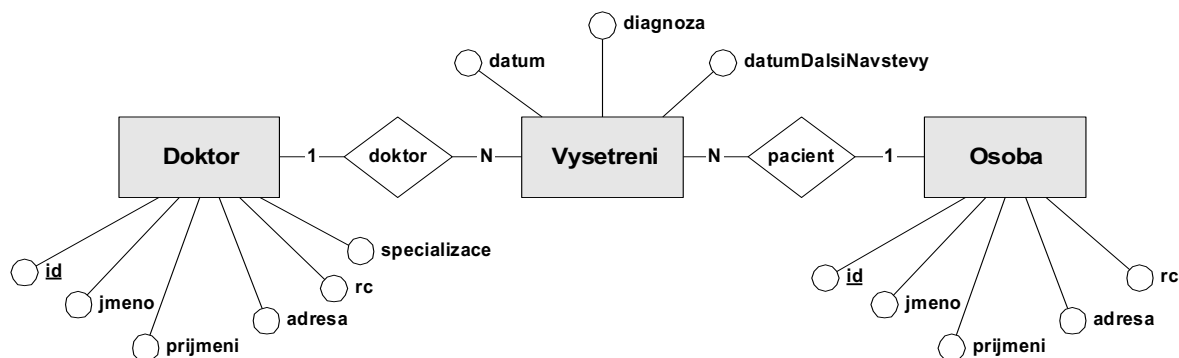 diagnoza
datum
datumDalsiNavstevy
Doktor
1
doktor
N
Vysetreni
N
pacient
1
Osoba
specializace
id
rc
jmeno
adresa
prijmeni
id
rc
jmeno
adresa
prijmeni